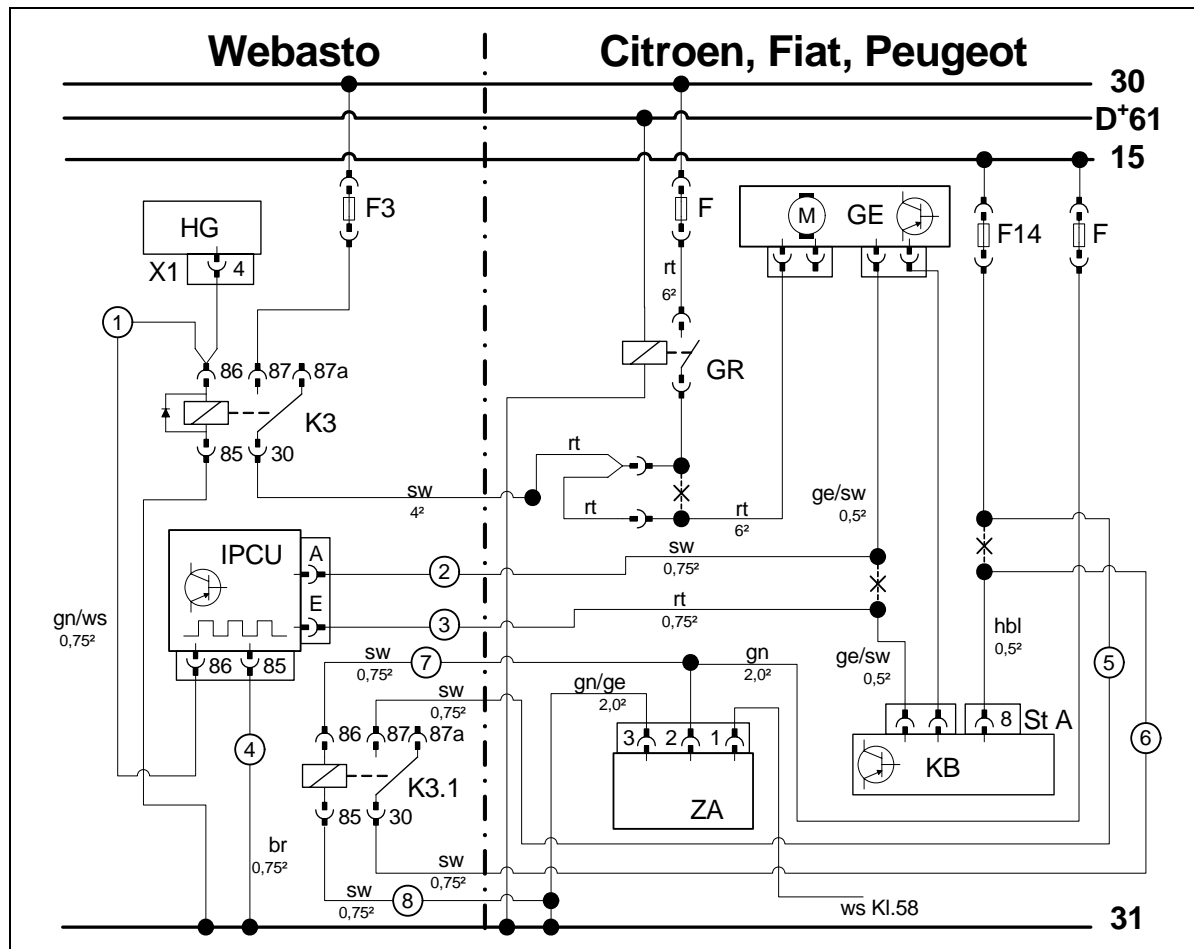 Webasto
Citroen, Fiat, Peugeot
30
D+61
15
F3
F
M
GE
F14
F
HG
X1
4
rt
6²
1
86
87
87a
GR
K3
85
30
rt
sw
4²
rt
rt
6²
ge/sw
0,5²
IPCU
A
2
sw
0,75²
E
3
rt
0,75²
gn/ws
0,75²
hbl
0,5²
86
85
sw
0,75²
7
gn
2,0²
ge/sw
0,5²
5
gn/ge
2,0²
sw
0,75²
4
86
87
87a
3
2
1
8
St A
6
K3.1
KB
85
30
ZA
br
0,75²
sw
0,75²
sw
0,75²
8
ws Kl.58
31